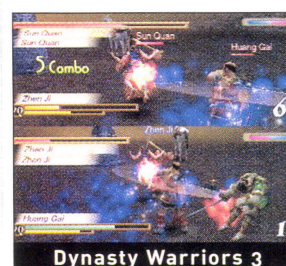 Sun Quan
Sun Quan
Sun Quan
Huang Gai
5 Combo
Zhen Ji
6
Zhen Ji
Zhen Ji
Zhen Ji
Huang Gai
1
Dynasty Warriors 3